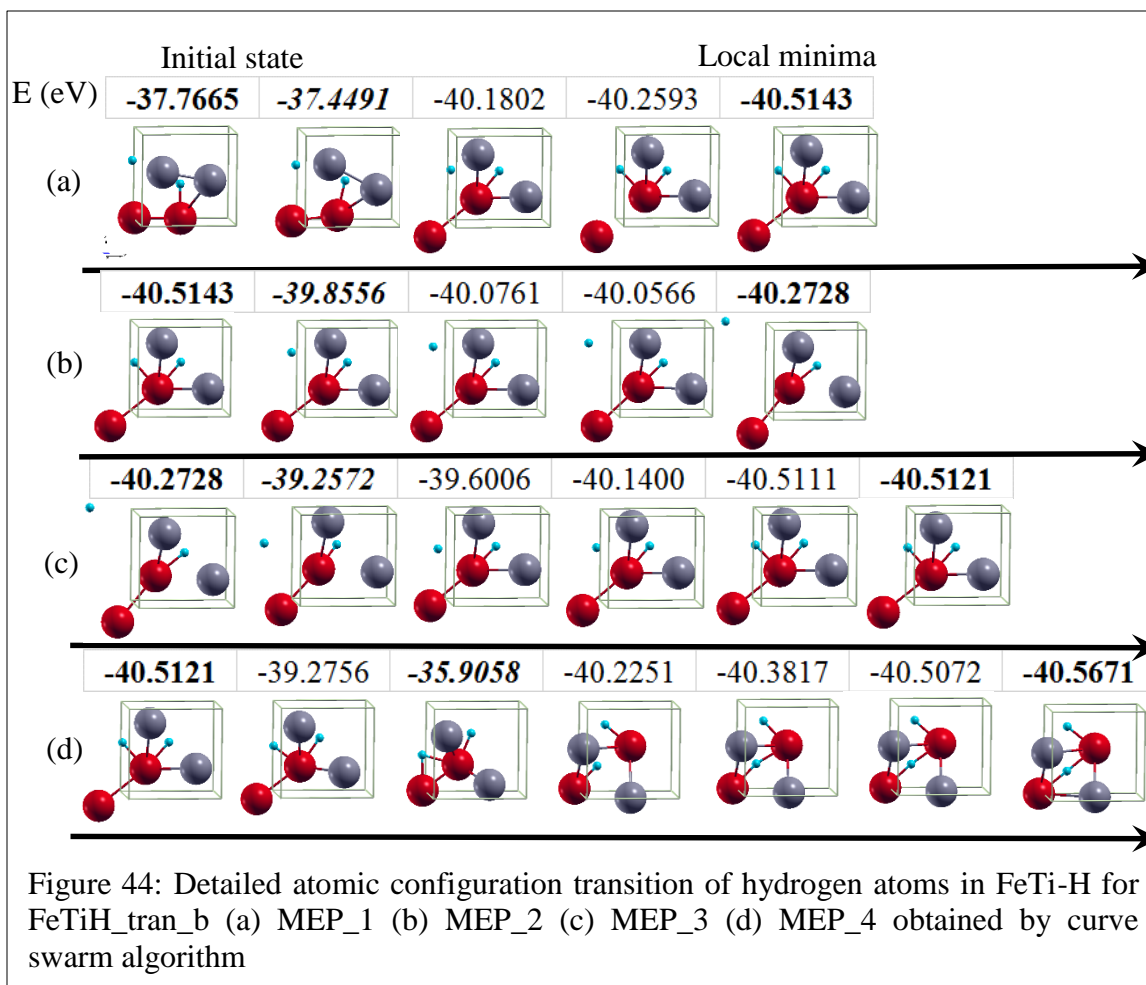 Initial state Local minima
E (eV) -37.7665 -37.4491 -40.1802 -40.2593 -40.5143
(a)
-40.5143 -39.8556 -40.0761 -40.0566 -40.2728
(b)
-40.2728 -39.2572 -39.6006 -40.1400 -40.5111 -40.5121
(c)
-40.5121 -39.2756 -35.9058 -40.2251 -40.3817 -40.5072 -40.5671
(d)
Figure 44: Detailed atomic configuration transition of hydrogen atoms in FeTi-H for
FeTiH_tran_b (a) MEP_1 (b) MEP_2 (c) MEP_3 (d) MEP_4 obtained by curve
swarm algorithm